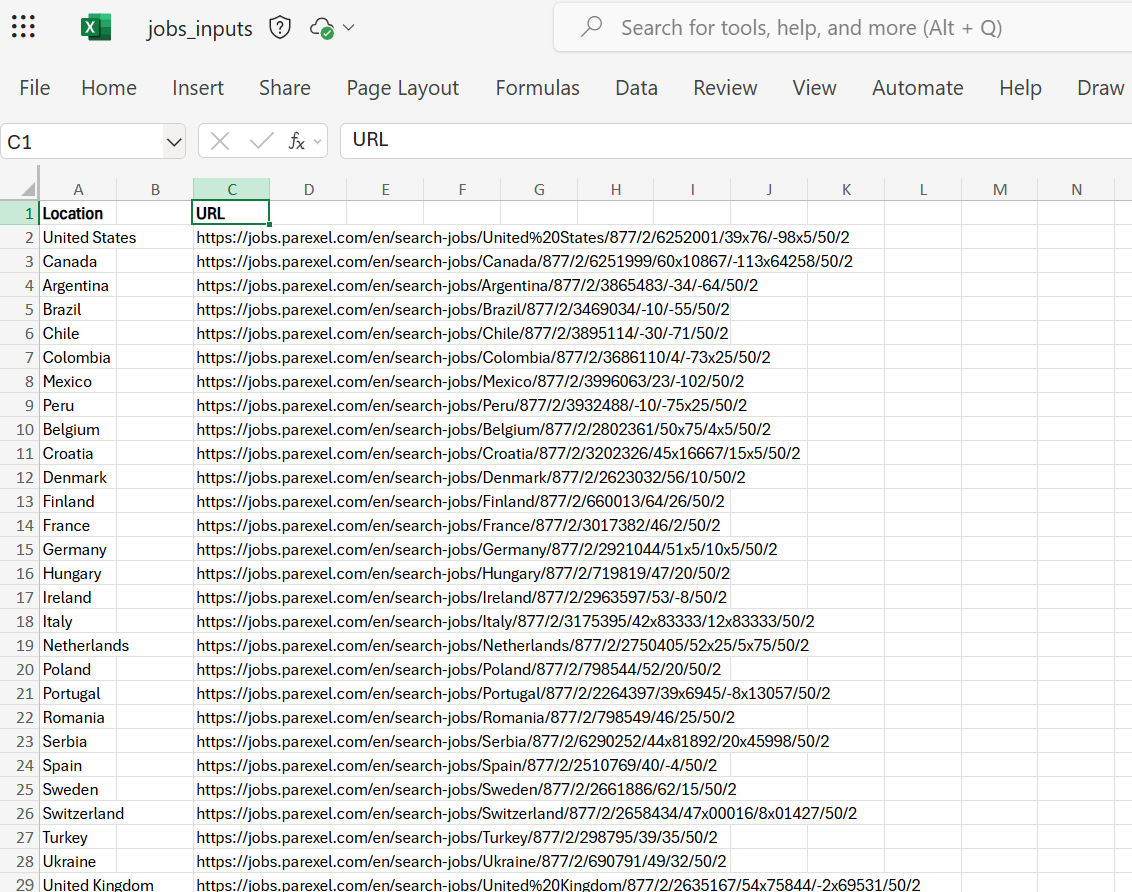 jobs_inputs
Search for tools, help, and more (Alt + Q)
File Home Insert Share Page Layout Formulas Data Review View Automate Help Draw
C1 fx URL
A B C D E F G H I J K L M N
1 Location URL
2 United States https://jobs.parexel.com/en/search-jobs/United%20States/877/2/6252001/39x76/-98x5/50/2
3 Canada https://jobs.parexel.com/en/search-jobs/Canada/877/2/6251999/60x10867/-113x64258/50/2
4 Argentina https://jobs.parexel.com/en/search-jobs/Argentina/877/2/3865483/-34/-64/50/2
5 Brazil https://jobs.parexel.com/en/search-jobs/Brazil/877/2/3469034/-10/-55/50/2
6 Chile https://jobs.parexel.com/en/search-jobs/Chile/877/2/3895114/-30/-71/50/2
7 Colombia https://jobs.parexel.com/en/search-jobs/Colombia/877/2/3686110/4/-73x25/50/2
8 Mexico https://jobs.parexel.com/en/search-jobs/Mexico/877/2/3996063/23/-102/50/2
9 Peru https://jobs.parexel.com/en/search-jobs/Peru/877/2/3932488/-10/-75x25/50/2
10 Belgium https://jobs.parexel.com/en/search-jobs/Belgium/877/2/2802361/50x75/4x5/50/2
11 Croatia https://jobs.parexel.com/en/search-jobs/Croatia/877/2/3202326/45x16667/15x5/50/2
12 Denmark https://jobs.parexel.com/en/search-jobs/Denmark/877/2/2623032/56/10/50/2
13 Finland https://jobs.parexel.com/en/search-jobs/Finland/877/2/660013/64/26/50/2
14 France https://jobs.parexel.com/en/search-jobs/France/877/2/3017382/46/2/50/2
15 Germany https://jobs.parexel.com/en/search-jobs/Germany/877/2/2921044/51x5/10x5/50/2
16 Hungary https://jobs.parexel.com/en/search-jobs/Hungary/877/2/719819/47/20/50/2
17 Ireland https://jobs.parexel.com/en/search-jobs/Ireland/877/2/2963597/53/-8/50/2
18 Italy https://jobs.parexel.com/en/search-jobs/Italy/877/2/3175395/42x83333/12x83333/50/2
19 Netherlands https://jobs.parexel.com/en/search-jobs/Netherlands/877/2/2750405/52x25/5x75/50/2
20 Poland https://jobs.parexel.com/en/search-jobs/Poland/877/2/798544/52/20/50/2
21 Portugal https://jobs.parexel.com/en/search-jobs/Portugal/877/2/2264397/39x6945/-8x13057/50/2
22 Romania https://jobs.parexel.com/en/search-jobs/Romania/877/2/798549/46/25/50/2
23 Serbia https://jobs.parexel.com/en/search-jobs/Serbia/877/2/6290252/44x81892/20x45998/50/2
24 Spain https://jobs.parexel.com/en/search-jobs/Spain/877/2/2510769/40/-4/50/2
25 Sweden https://jobs.parexel.com/en/search-jobs/Sweden/877/2/2661886/62/15/50/2
26 Switzerland https://jobs.parexel.com/en/search-jobs/Switzerland/877/2/2658434/47x00016/8x01427/50/2
27 Turkey https://jobs.parexel.com/en/search-jobs/Turkey/877/2/298795/39/35/50/2
28 Ukraine https://jobs.parexel.com/en/search-jobs/Ukraine/877/2/690791/49/32/50/2
29 United Kingdom https://jobs.parexel.com/en/search-jobs/United%20Kingdom/877/2/2635167/54x75844/-2x69531/50/2